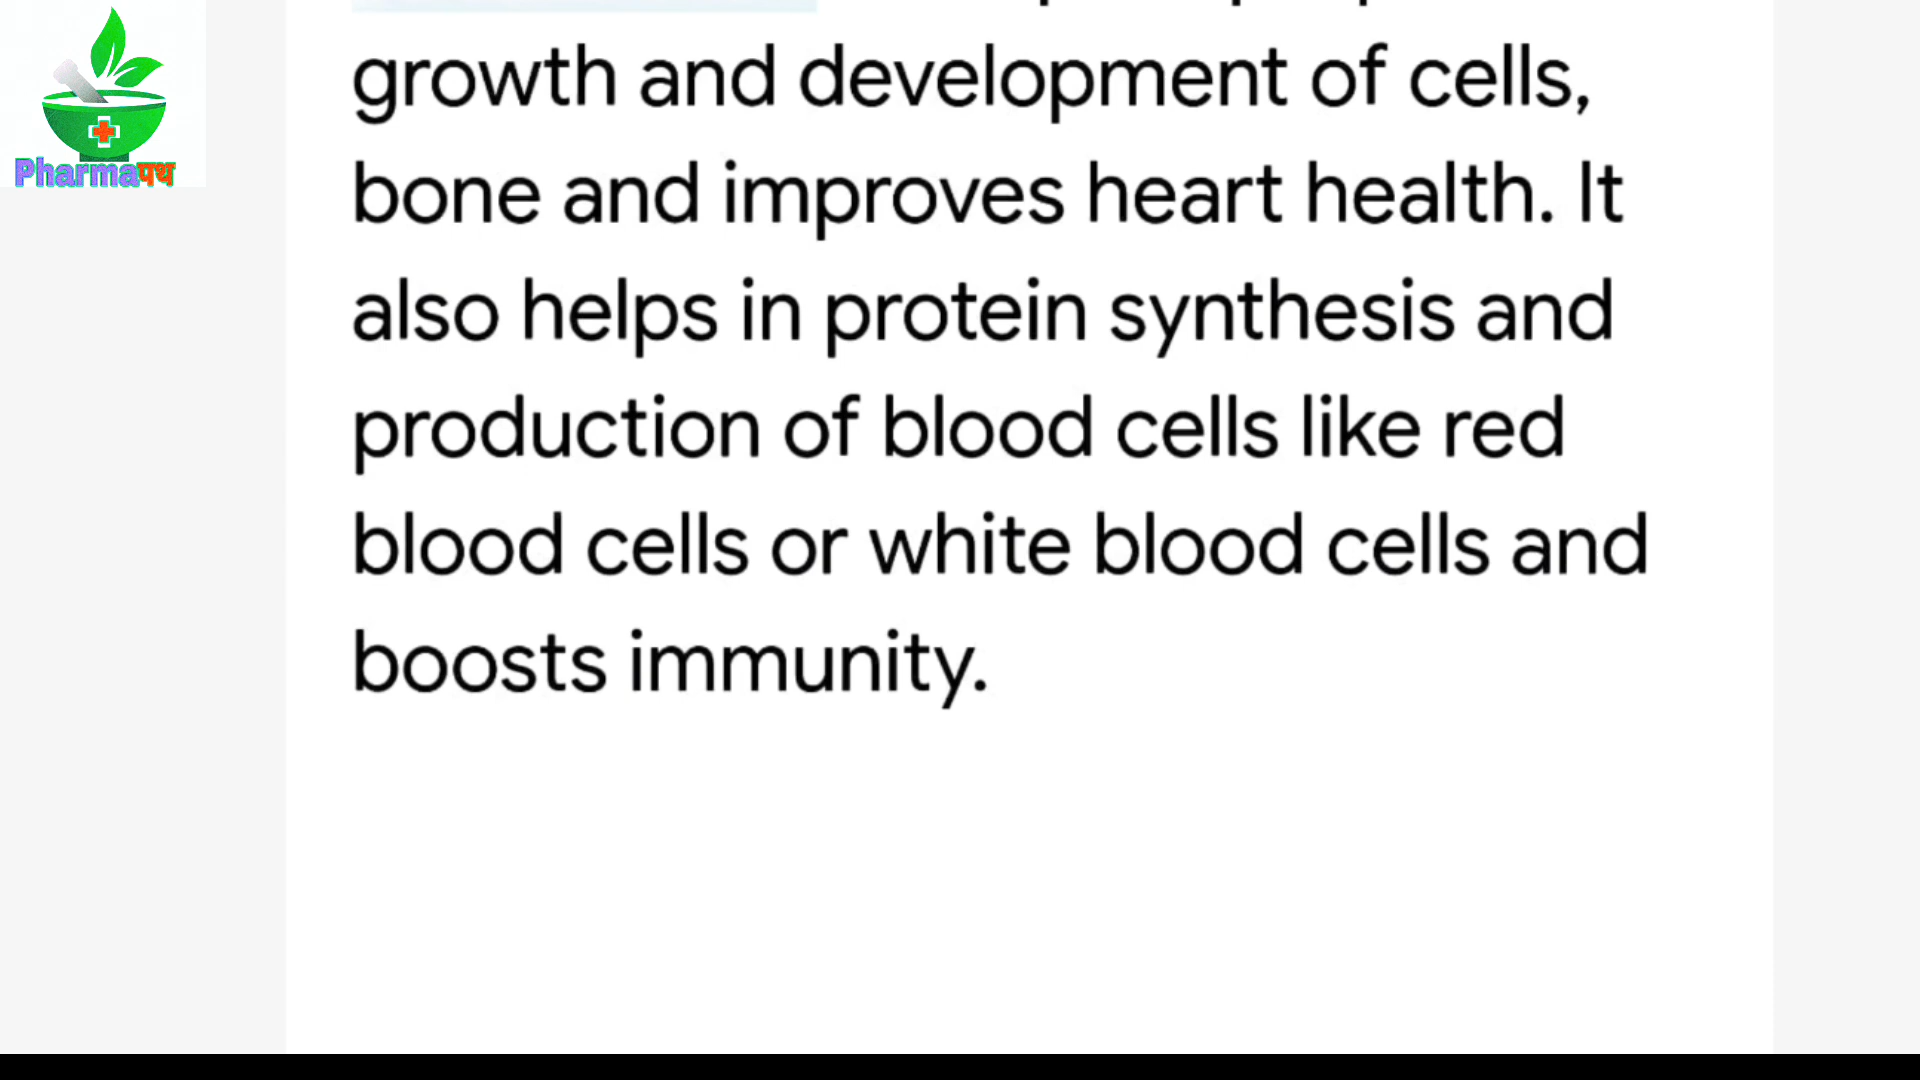 Pharmaपथ
growth and development of cells,
bone and improves heart health. It
also helps in protein synthesis and
production of blood cells like red
blood cells or white blood cells and
boosts immunity.